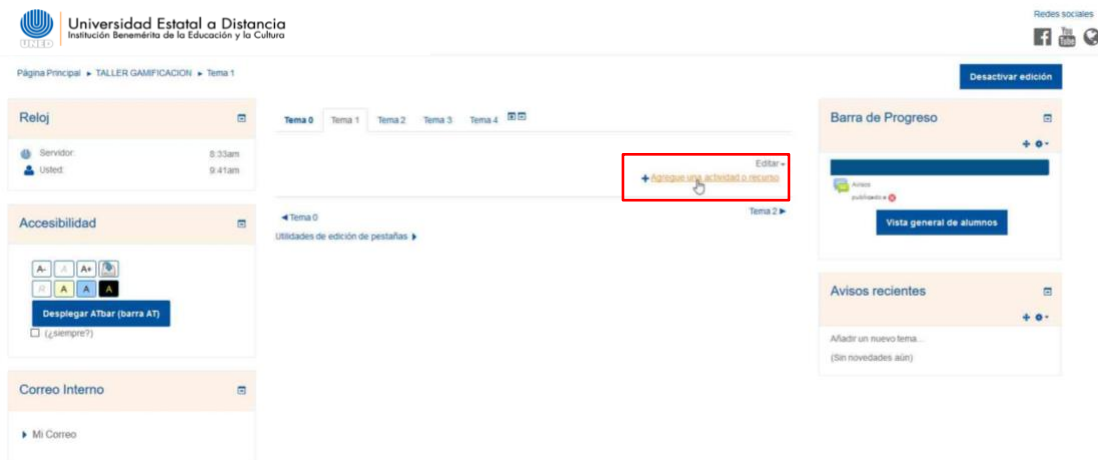 Universidad Estatal a Distancia
Institución Benemérita de la Educación y la Cultura
UNED
Redes sociales
You Tube
Página Principal ► TALLER GAMIFICACION ► Tema 1
Desactivar edición
Reloj
Servidor: 8:33am
Usted: 9:41am
Accesibilidad
A- A A+
R A A A
Desplegar ATbar (barra AT)
(¿siempre?)
Correo Interno
Mi Correo
Tema 0 Tema 1 Tema 2 Tema 3 Tema 4
Editar
Agregue una actividad o recurso
◄Tema 0
Tema 2►
Utilidades de edición de pestañas
Barra de Progreso
Avisos
publicado/a
Vista general de alumnos
Avisos recientes
Añadir un nuevo tema...
(Sin novedades aún)